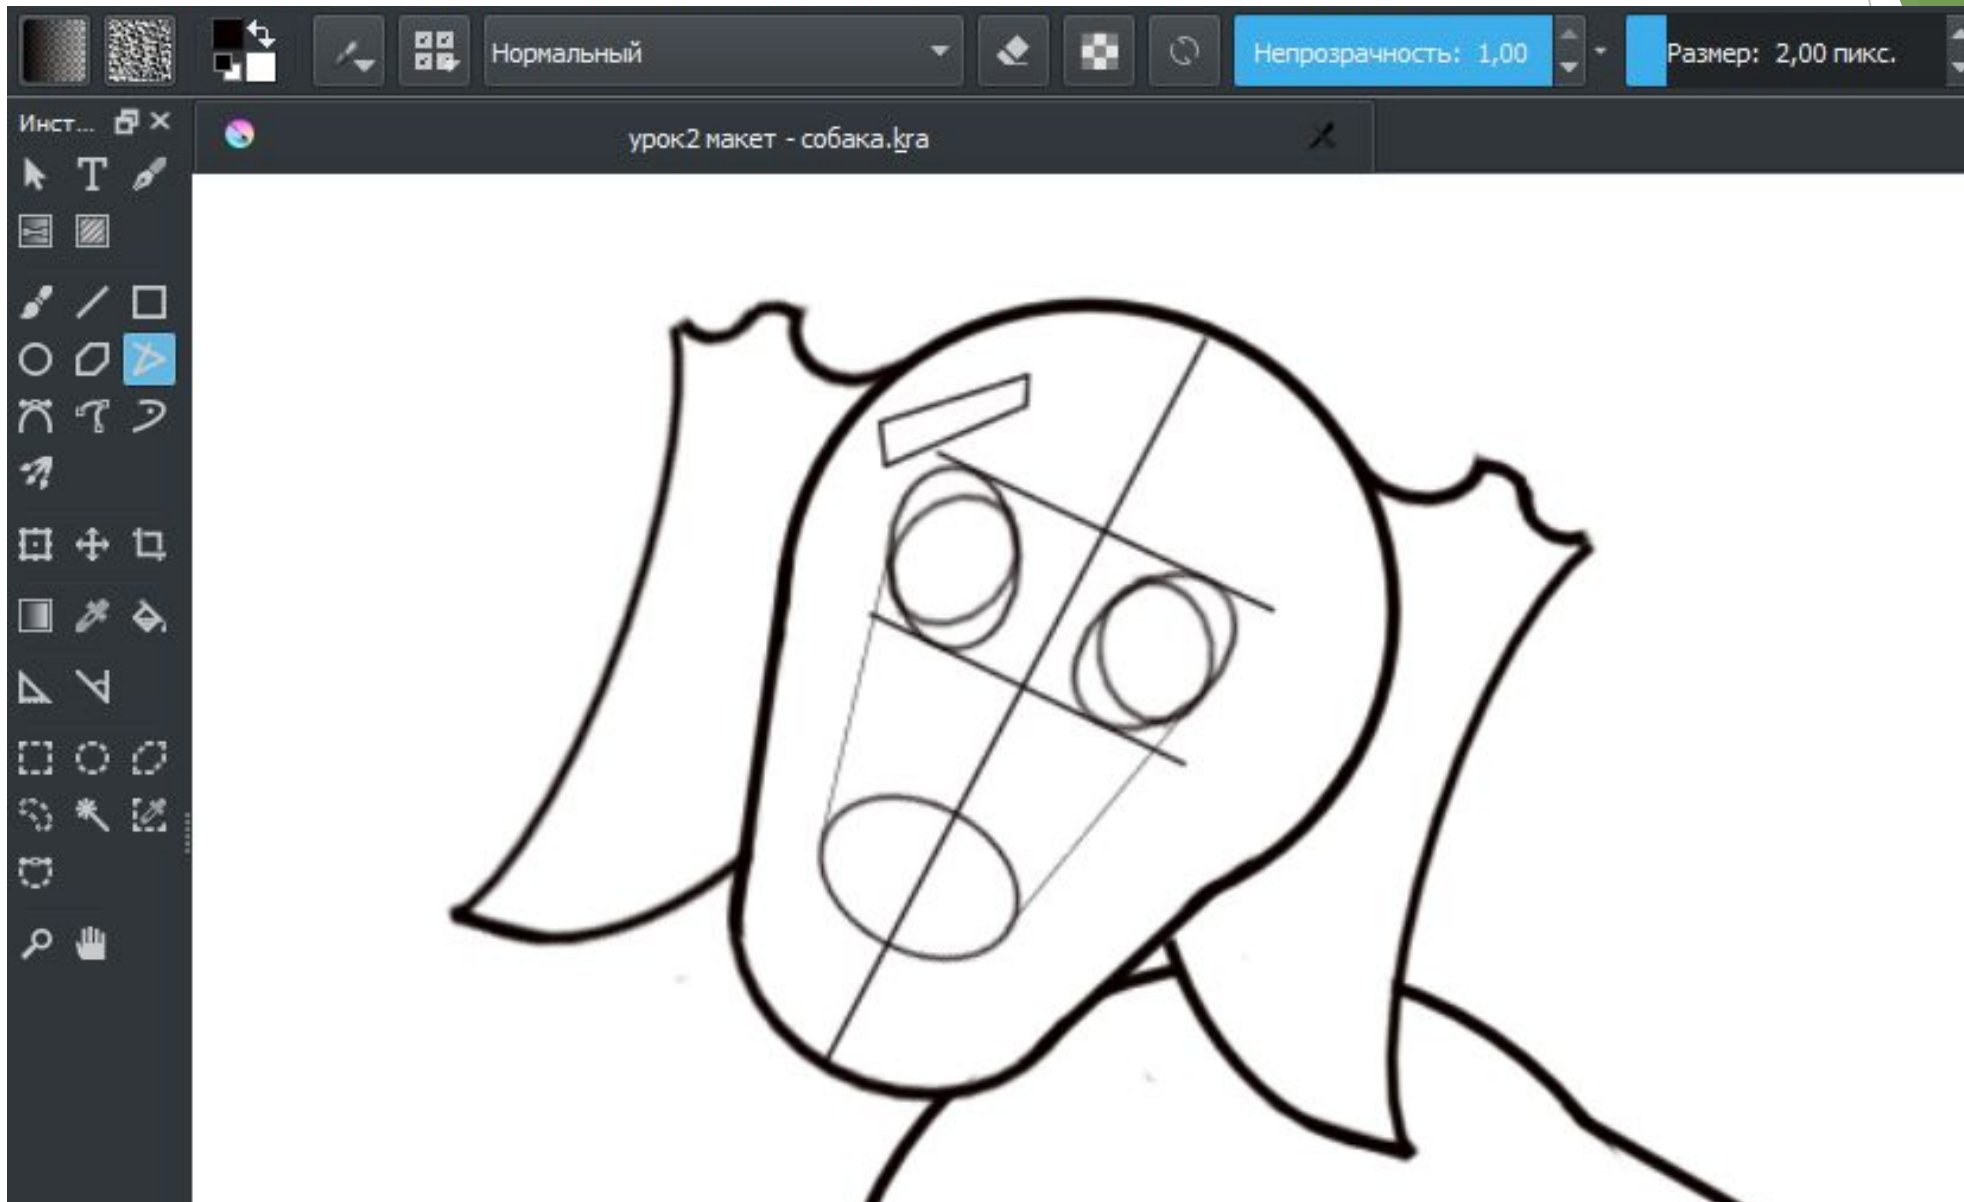 Нормальный
Непрозрачность: 1,00
Размер: 2,00 пикс.
Инст...
урок2 макет - собака.kra